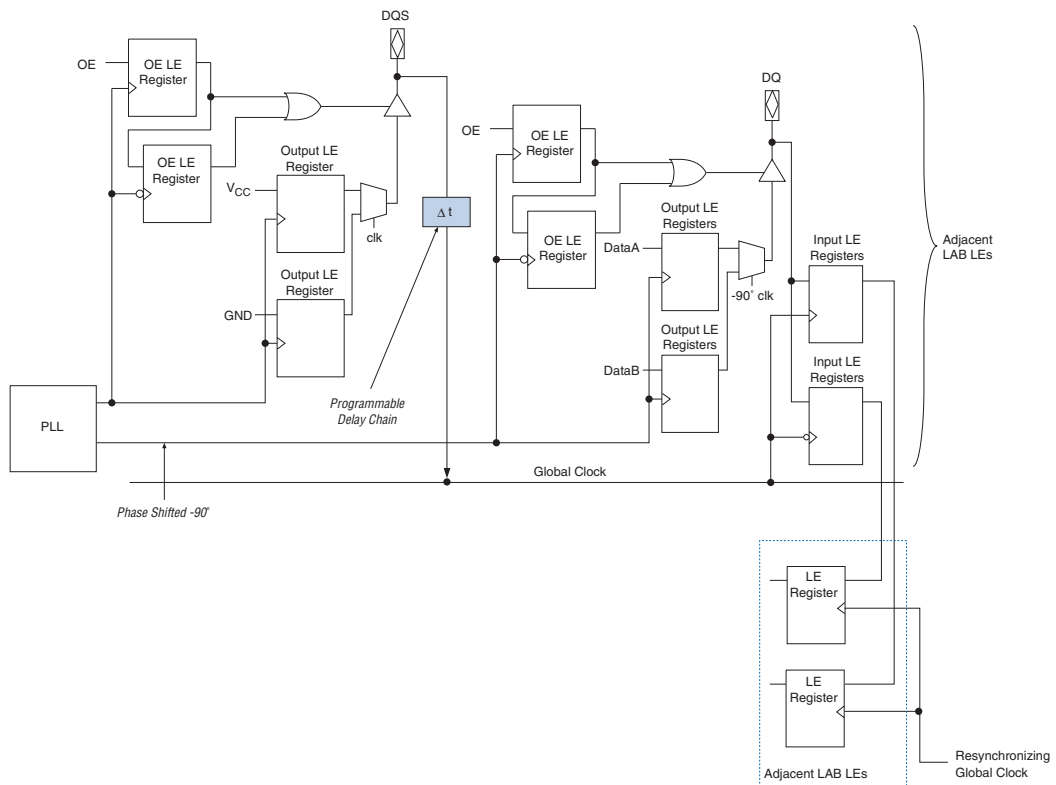 DQS
OE
OE LE
Register
OE LE
Register
Output LE
Register
VCC
clk
Output LE
Register
GND
Δ t
Programmable
Delay Chain
PLL
Phase Shifted -90°
Global Clock
DQ
OE
OE LE
Register
OE LE
Register
Output LE
Registers
DataA
-90° clk
Output LE
Registers
DataB
Input LE
Registers
Input LE
Registers
Adjacent
LAB LEs
LE
Register
LE
Register
Adjacent LAB LEs
Resynchronizing
Global Clock